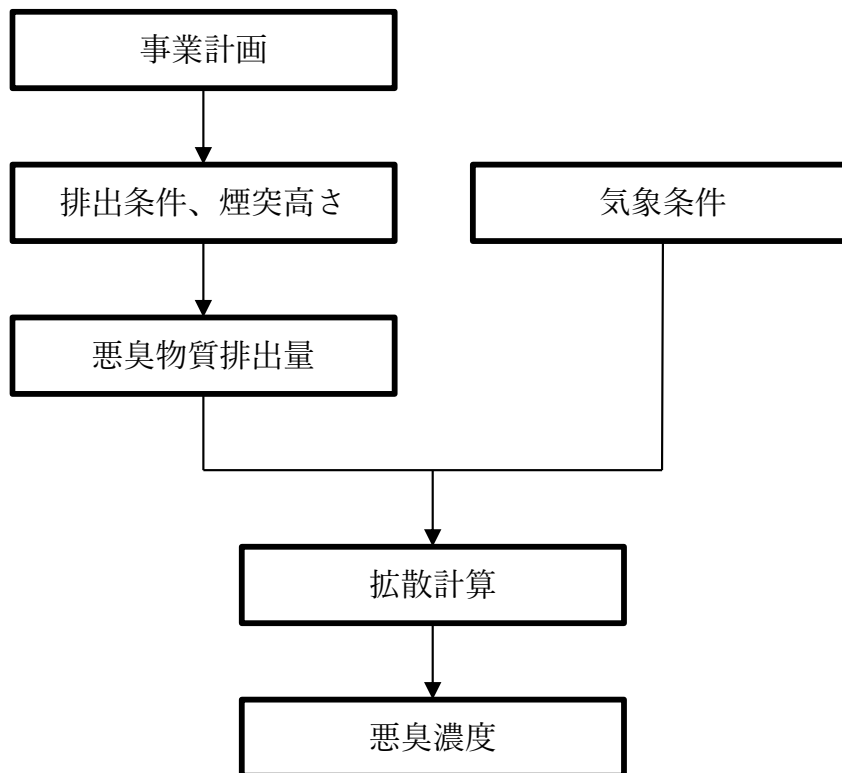 事業計画
排出条件、煙突高さ
気象条件
悪臭物質排出量
拡散計算
悪臭濃度